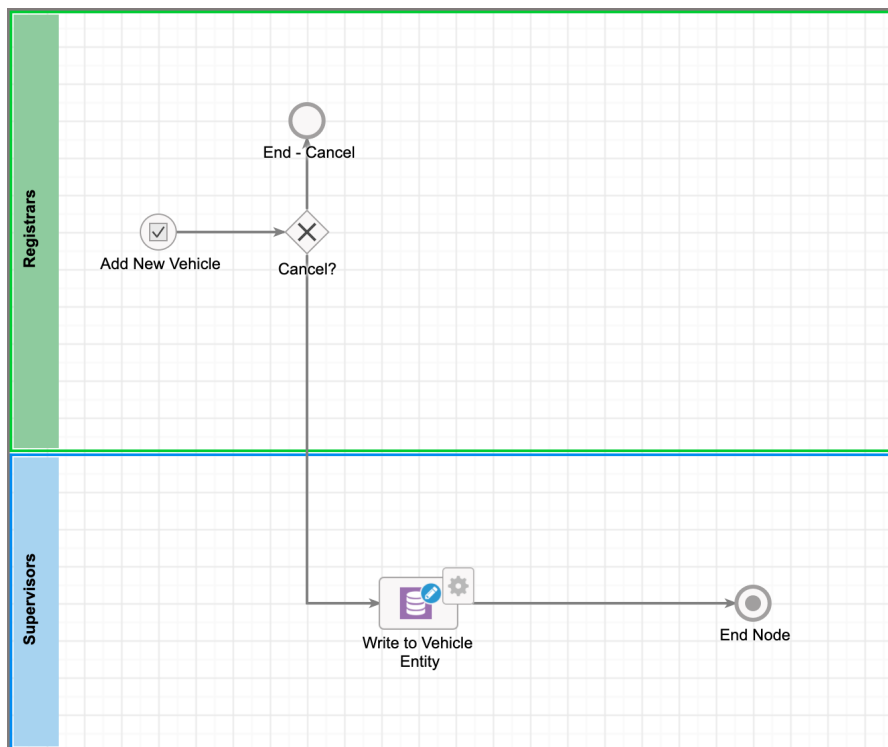 Registrars
End - Cancel
Add New Vehicle
Cancel?
Supervisors
Write to Vehicle
Entity
End Node